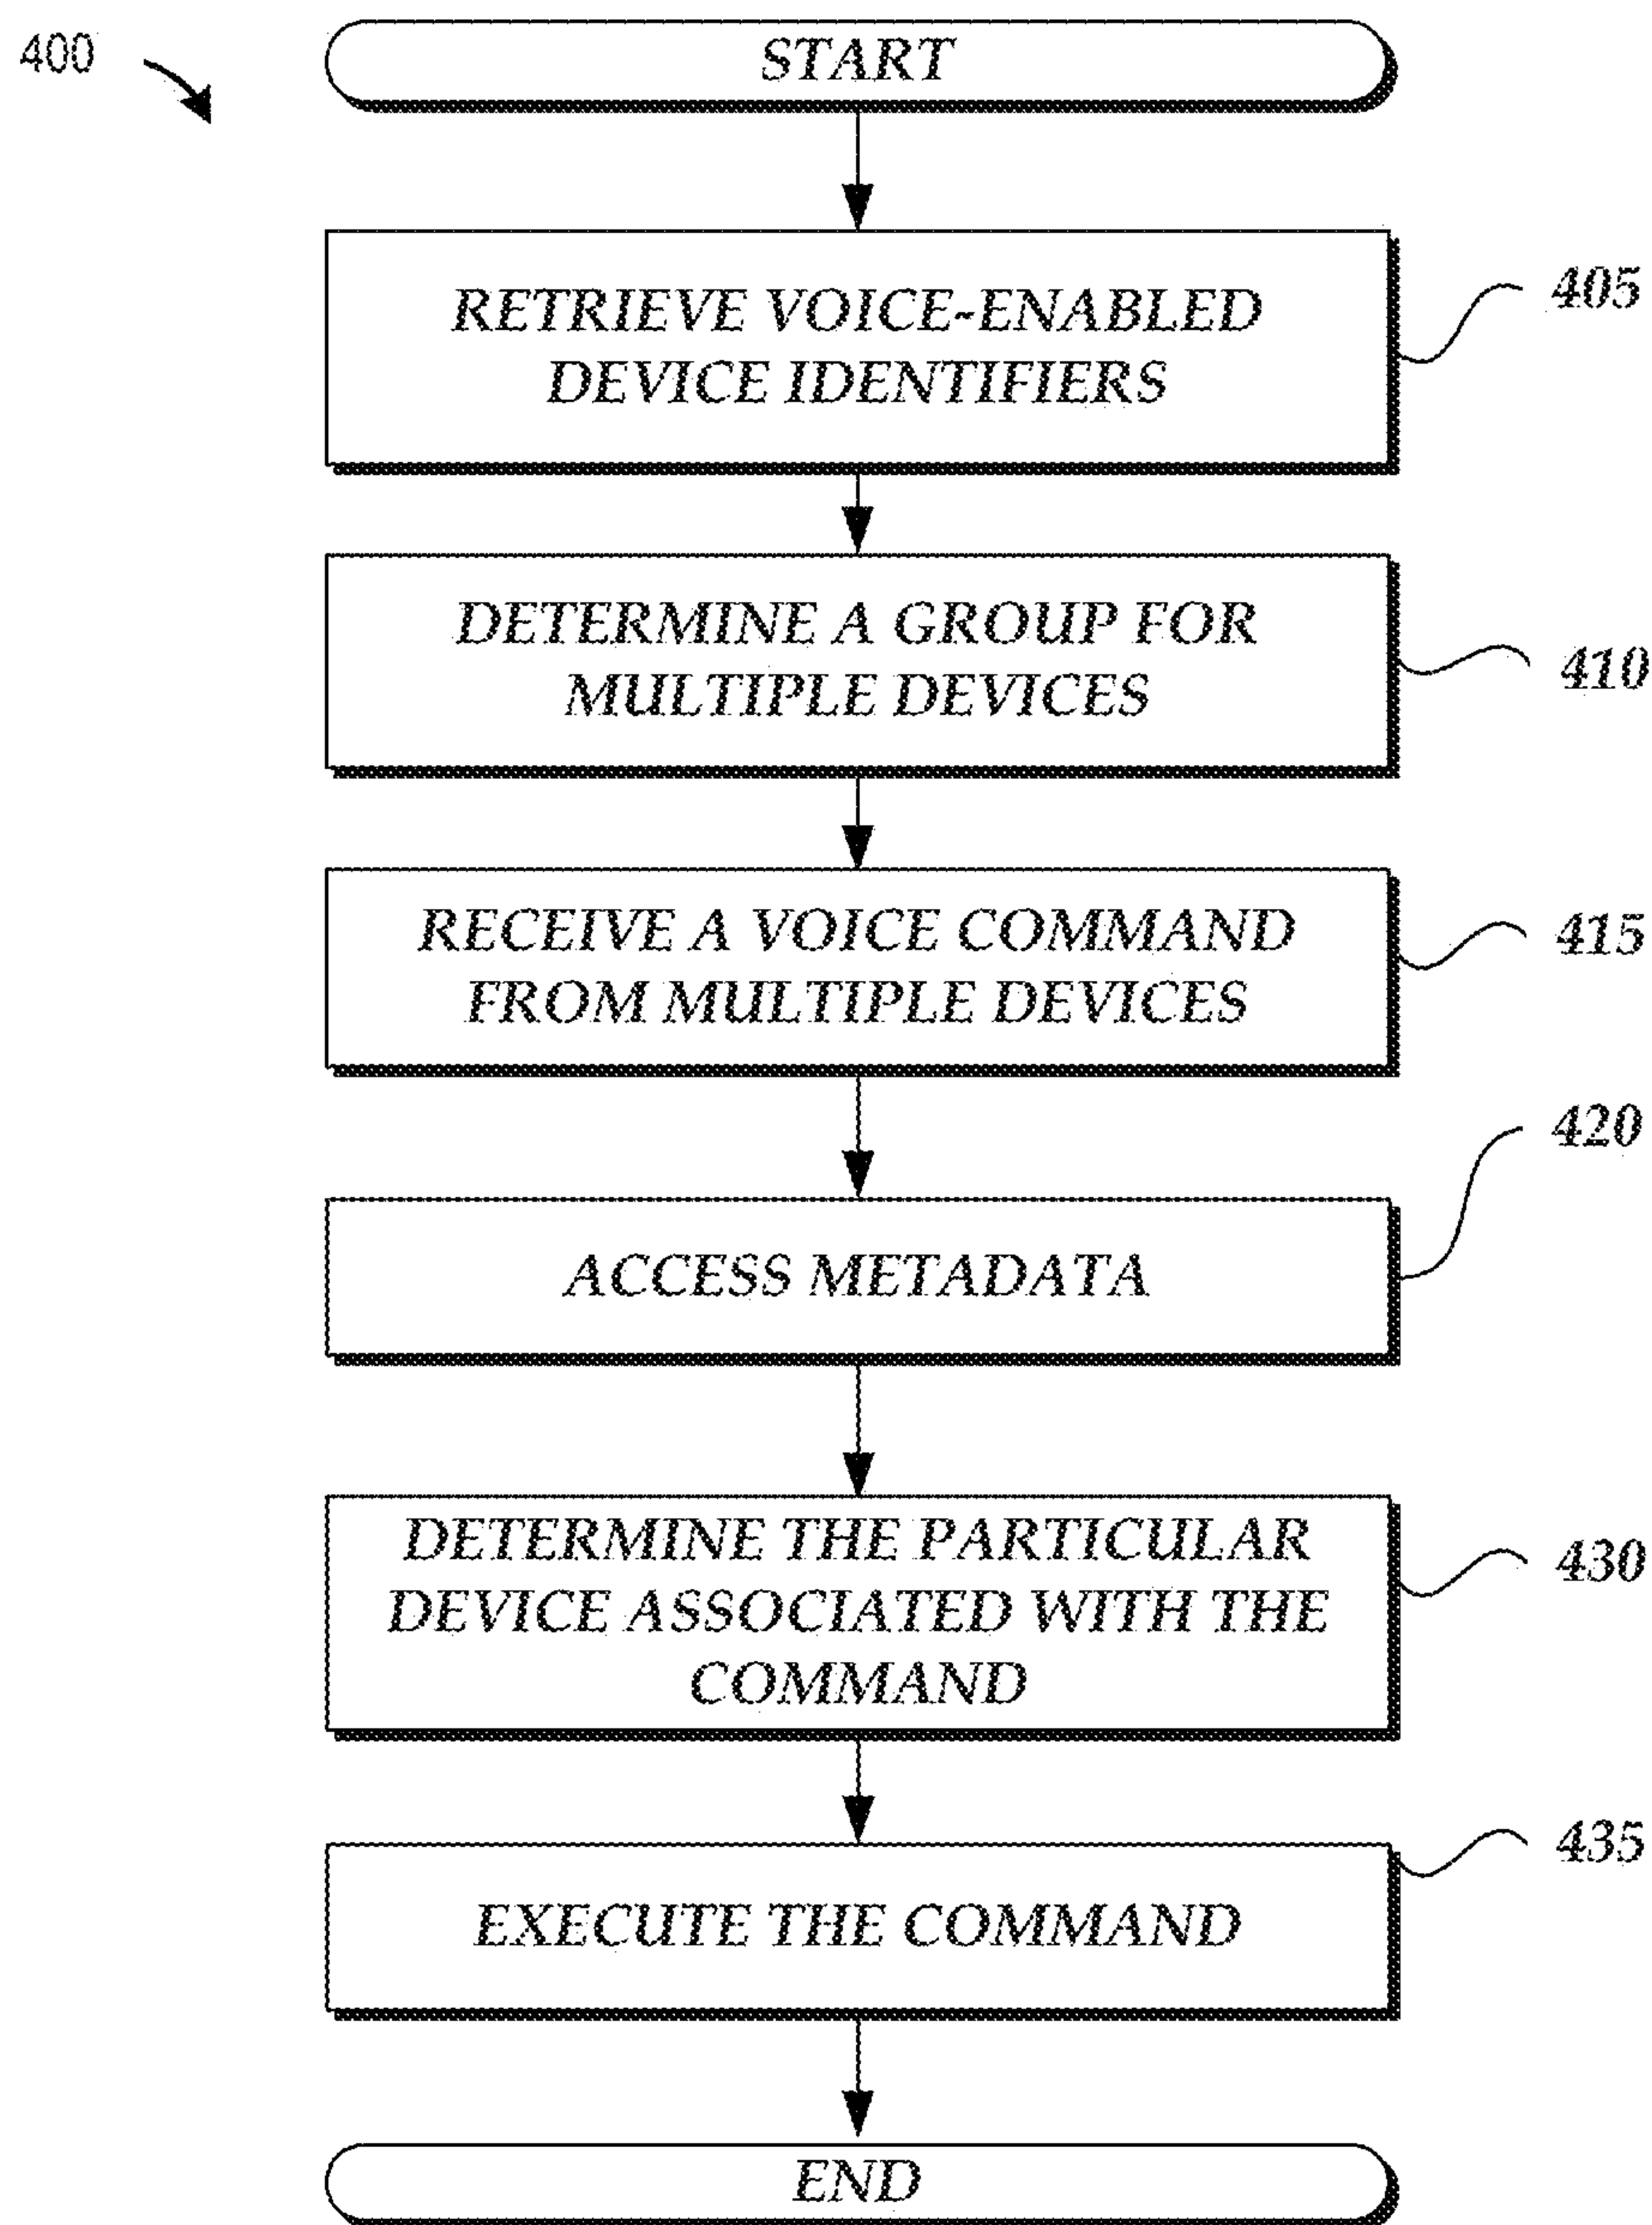 400
START
RETRIEVE VOICE-ENABLED
DEVICE IDENTIFIERS
405
DETERMINE A GROUP FOR
MULTIPLE DEVICES
410
RECEIVE A VOICE COMMAND
FROM MULTIPLE DEVICES
415
420
ACCESS METADATA
DETERMINE THE PARTICULAR
DEVICE ASSOCIATED WITH THE
COMMAND
430
435
EXECUTE THE COMMAND
END